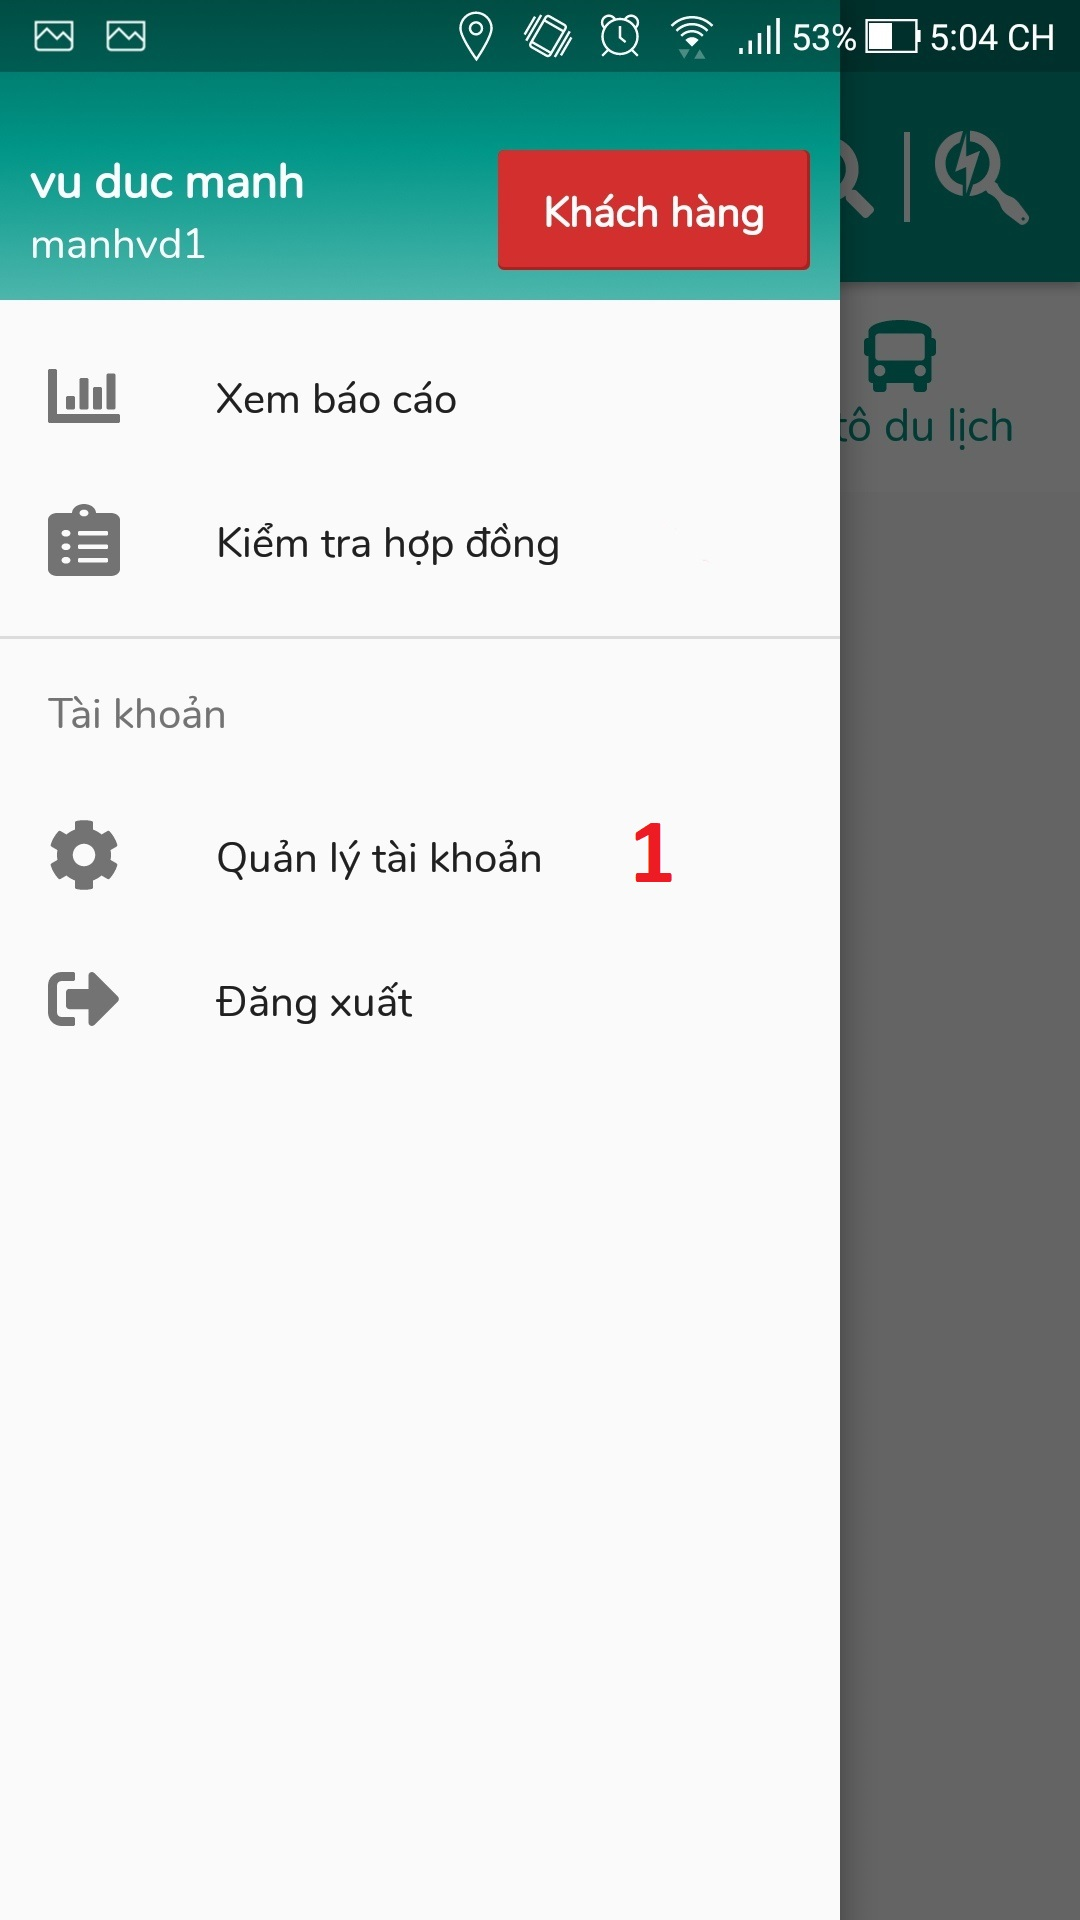 53% 5:04 CH
vu duc manh
manhvd1
Khách hàng
tô du lịch
Xem báo cáo
Kiểm tra hợp đồng
Tài khoản
Quản lý tài khoản 1
Đăng xuất